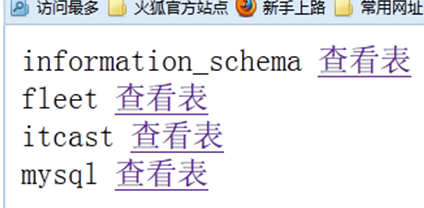 访问最多 火狐官方站点 新手上路 常用网址
information_schema 查看表
fleet 查看表
itcast 查看表
mysql 查看表